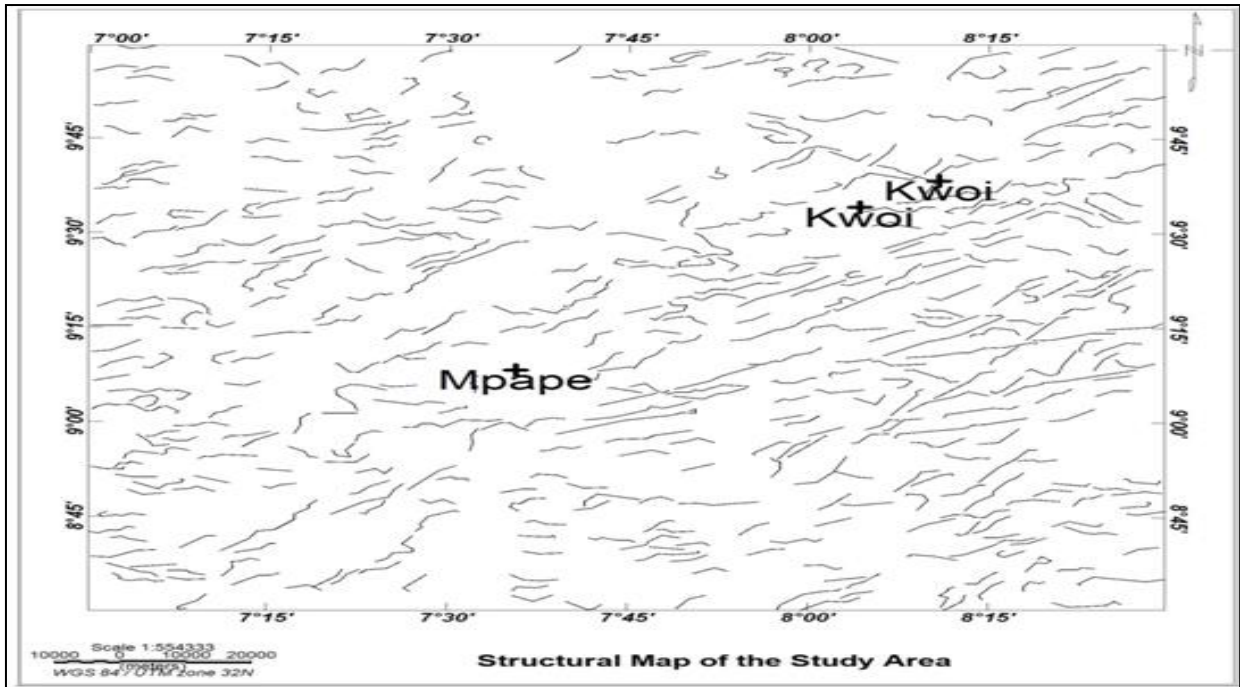 7°00' 7°15' 7°30' 7°45' 8°00' 8°15'
N
9°45' 9°45'
Kwoi
Kwoi
9°30' 9°30'
9°15' 9°15'
Mpape
9°00' 9°00'
8°45' 8°45'
7°15' 7°30' 7°45' 8°00' 8°15'
Scale 1:554333
10000 0 10000 20000
(meters)
WGS 84 / UTM zone 32N
Structural Map of the Study Area